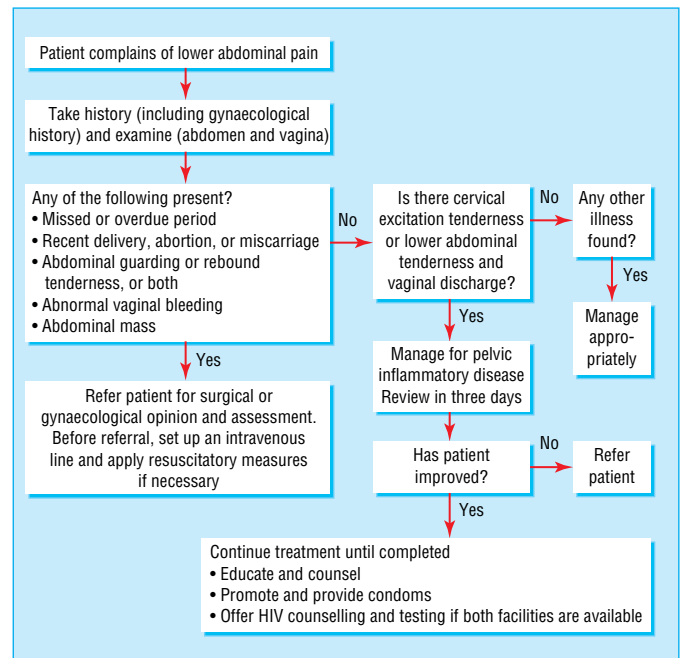 Patient complains of lower abdominal pain
Take history (including gynaecological
history) and examine (abdomen and vagina)
Any of the following present?
• Missed or overdue period
• Recent delivery, abortion, or miscarriage
• Abdominal guarding or rebound
tenderness, or both
• Abnormal vaginal bleeding
• Abdominal mass
No
Is there cervical
excitation tenderness
or lower abdominal
tenderness and
vaginal discharge?
No
Any other
illness
found?
Yes
Manage
appro-
priately
Yes
Refer patient for surgical or
gynaecological opinion and assessment.
Before referral, set up an intravenous
line and apply resuscitatory measures
if necessary
Yes
Manage for pelvic
inflammatory disease
Review in three days
Has patient
improved?
No
Refer
patient
Yes
Continue treatment until completed
• Educate and counsel
• Promote and provide condoms
• Offer HIV counselling and testing if both facilities are available